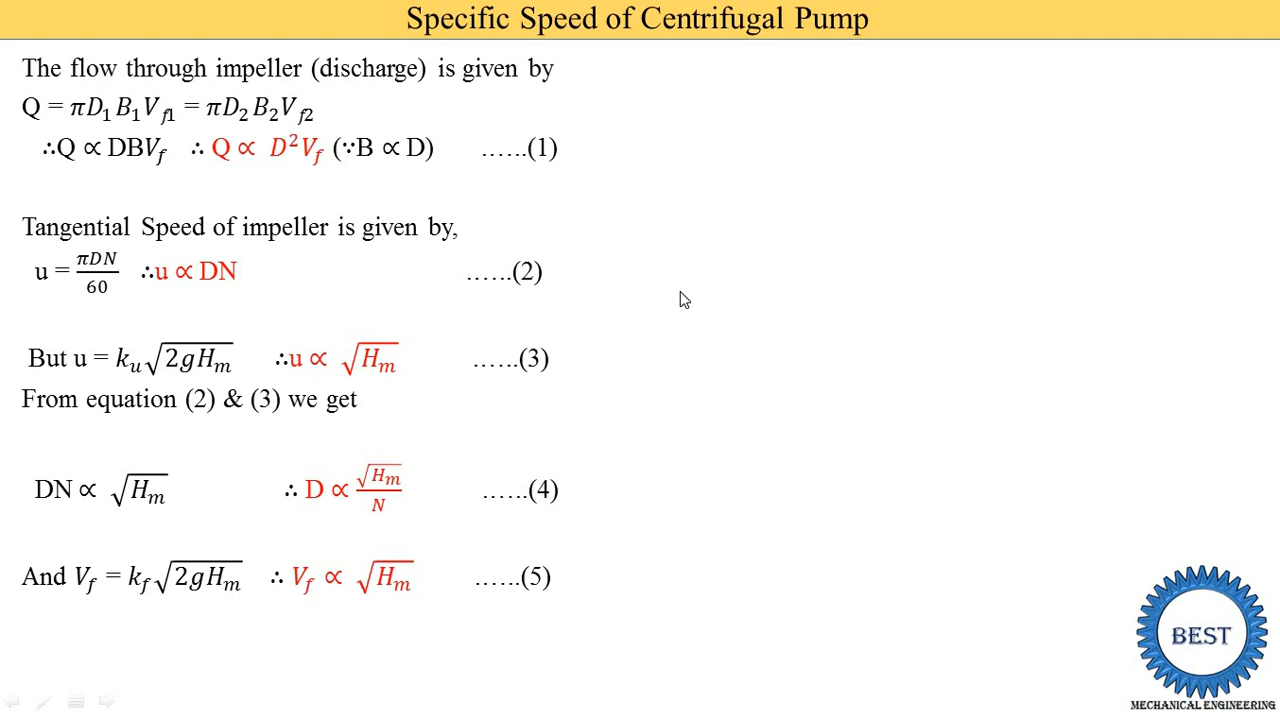 Specific Speed of Centrifugal Pump
The flow through impeller (discharge) is given by
Q = πD₁B₁V_f1 = πD₂B₂V_f2
∴Q ∝ DBV_f ∴ Q ∝ D²V_f (∵B ∝ D) …...(1)
Tangential Speed of impeller is given by,
u = πDN/60 ∴u ∝ DN …...(2)
But u = k_u√(2gH_m) ∴u ∝ √(H_m) …...(3)
From equation (2) & (3) we get
DN ∝ √(H_m) ∴ D ∝ √(H_m)/N …...(4)
And V_f = k_f√(2gH_m) ∴ V_f ∝ √(H_m) …...(5)
BEST
MECHANICAL ENGINEERING